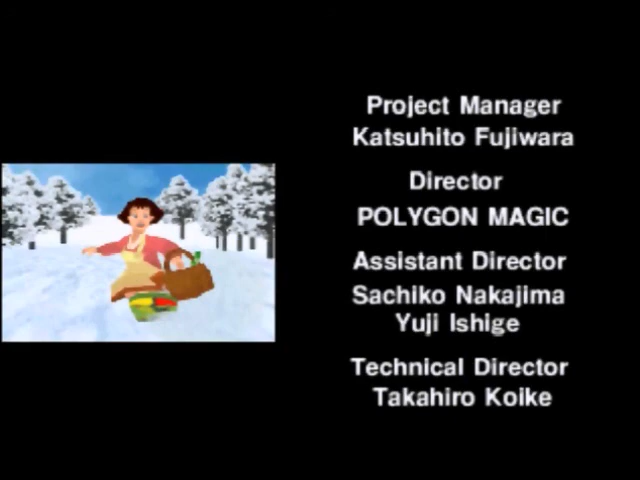 Project Manager
Katsuhito Fujiwara
Director
POLYGON MAGIC
Assistant Director
Sachiko Nakajima
Yuji Ishige
Technical Director
Takahiro Koike